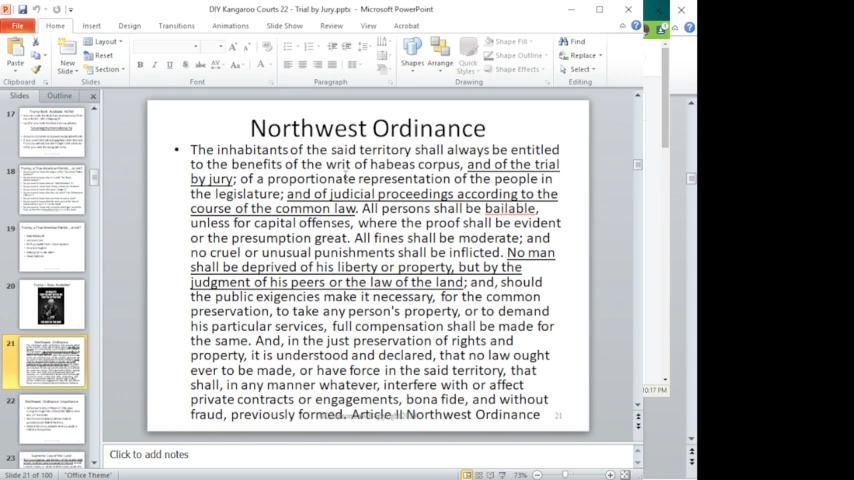 DIY Kangaroo Courts 22 - Trial by Jury.pptx - Microsoft PowerPoint
File Home Insert Design Transitions Animations Slide Show Review View Acrobat
Paste
New Slide
Layout
Reset
Section
Shapes
Arrange
Quick Styles
Shape Fill
Shape Outline
Shape Effects
Find
Replace
Select
Clipboard Slides Font Paragraph Drawing Editing
Slides Outline
17
18
19
20
21
22
23
Northwest Ordinance
• The inhabitants of the said territory shall always be entitled
to the benefits of the writ of habeas corpus, and of the trial
by jury; of a proportionate representation of the people in
the legislature; and of judicial proceedings according to the
course of the common law. All persons shall be bailable,
unless for capital offenses, where the proof shall be evident
or the presumption great. All fines shall be moderate; and
no cruel or unusual punishments shall be inflicted. No man
shall be deprived of his liberty or property, but by the
judgment of his peers or the law of the land; and, should
the public exigencies make it necessary, for the common
preservation, to take any person's property, or to demand
his particular services, full compensation shall be made for
the same. And, in the just preservation of rights and
property, it is understood and declared, that no law ought
ever to be made, or have force in the said territory, that
shall, in any manner whatever, interfere with or affect
private contracts or engagements, bona fide, and without
fraud, previously formed. Article II Northwest Ordinance
21
10:17 PM
Click to add notes
Slide 21 of 100 "Office Theme" 73%